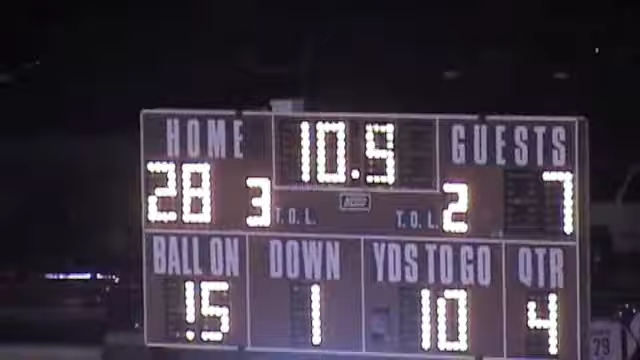 HOME 10.5 GUESTS
28 3 T.O.L. T.O.L. 2 7
BALL ON DOWN YDS TO GO QTR
15 1 10 4
29